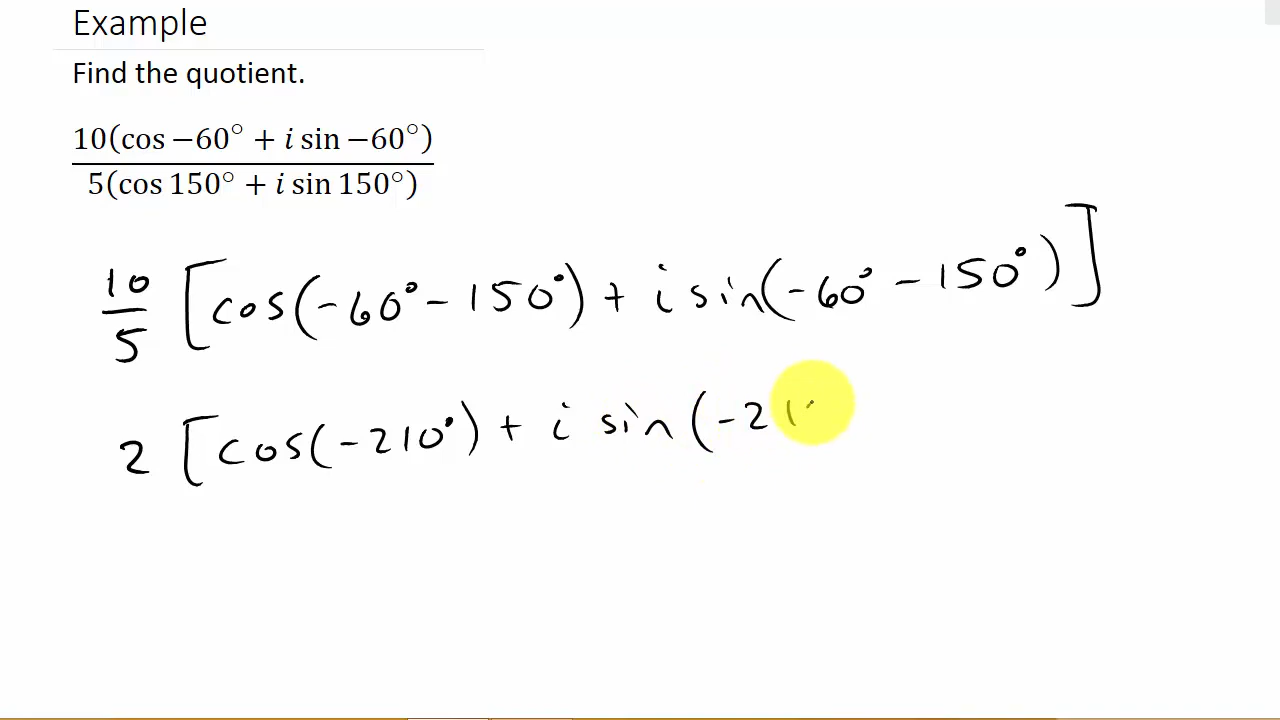 Example
Find the quotient.
10(cos −60° + i sin −60°)
5(cos 150° + i sin 150°)
10/5 [cos(-60° - 150°) + i sin(-60° - 150°)]
2 [cos(-210°) + i sin(-21